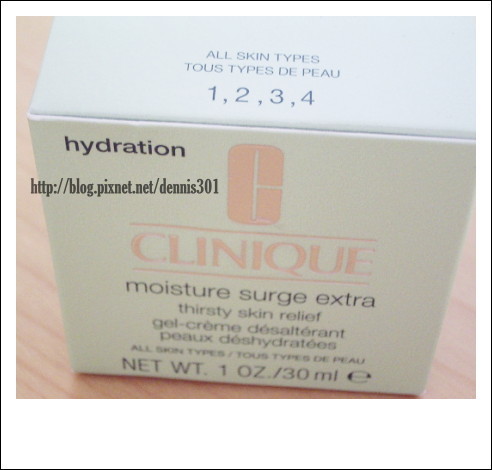 ALL SKIN TYPES
TOUS TYPES DE PEAU
1,2,3,4
hydration
http://blog.pixnet.net/dennis301
C
CLINIQUE
moisture surge extra
thirsty skin relief
gel-crème désaltérant
peaux déshydratées
ALL SKIN TYPES / TOUS TYPES DE PEAU
NET WT. 1 OZ./30 ml ℮